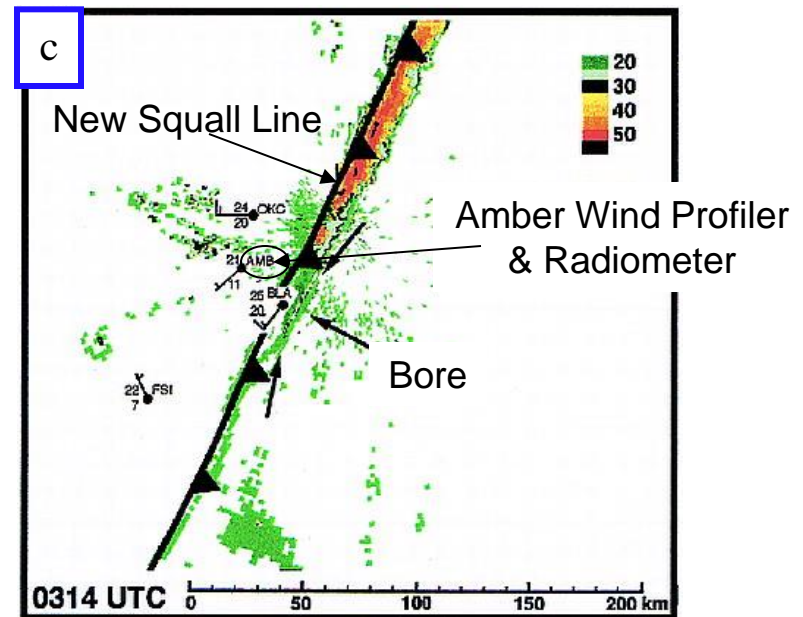 c
New Squall Line
20
30
40
50
24
OKC
20
Amber Wind Profiler
& Radiometer
21
AMB
11
25
BLA
20
Bore
22
FSI
7
0314 UTC
0
50
100
150
200 km